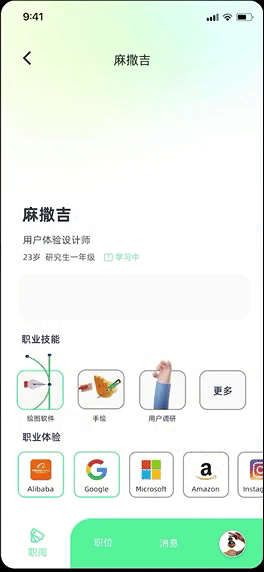 9:41
麻撒吉
麻撒吉
用户体验设计师
23岁 研究生一年级 学习中
职业技能
绘图软件 手绘 用户调研 更多
职业体验
Alibaba Google Microsoft Amazon Instag
职闯 职位 消息